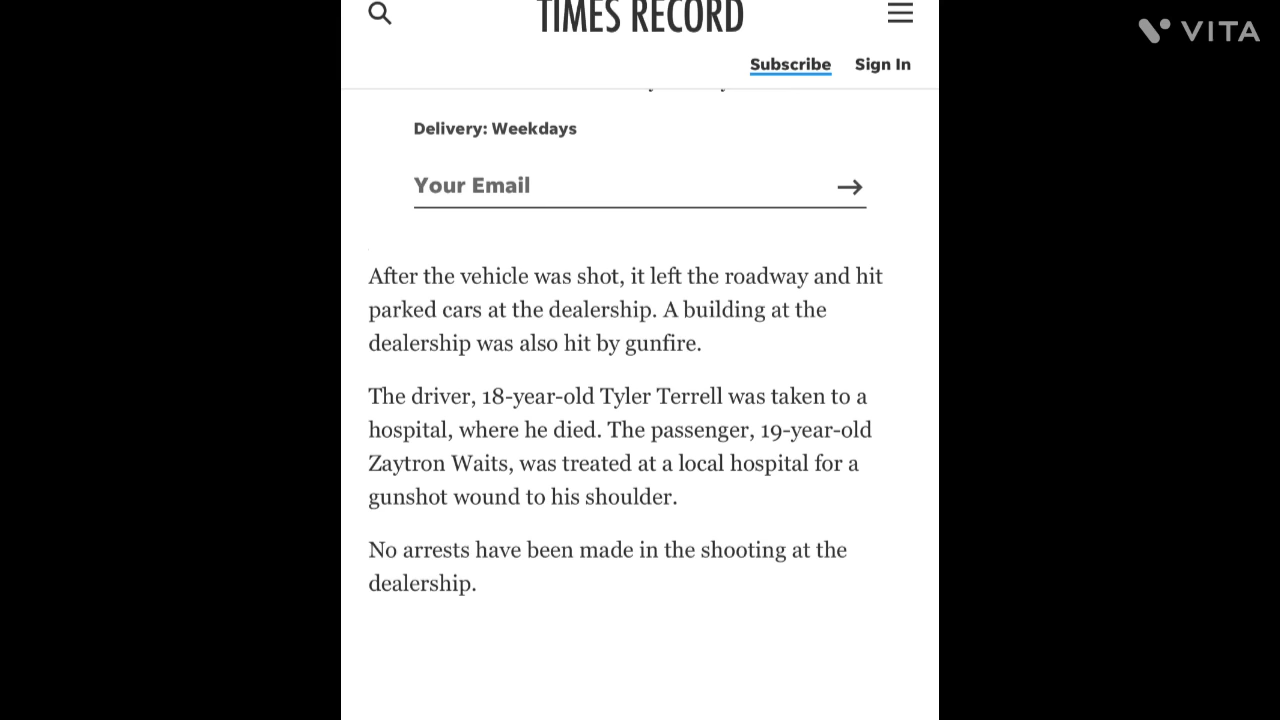 TIMES RECORD
VITA
Subscribe Sign In
Delivery: Weekdays
Your Email
After the vehicle was shot, it left the roadway and hit
parked cars at the dealership. A building at the
dealership was also hit by gunfire.
The driver, 18-year-old Tyler Terrell was taken to a
hospital, where he died. The passenger, 19-year-old
Zaytron Waits, was treated at a local hospital for a
gunshot wound to his shoulder.
No arrests have been made in the shooting at the
dealership.